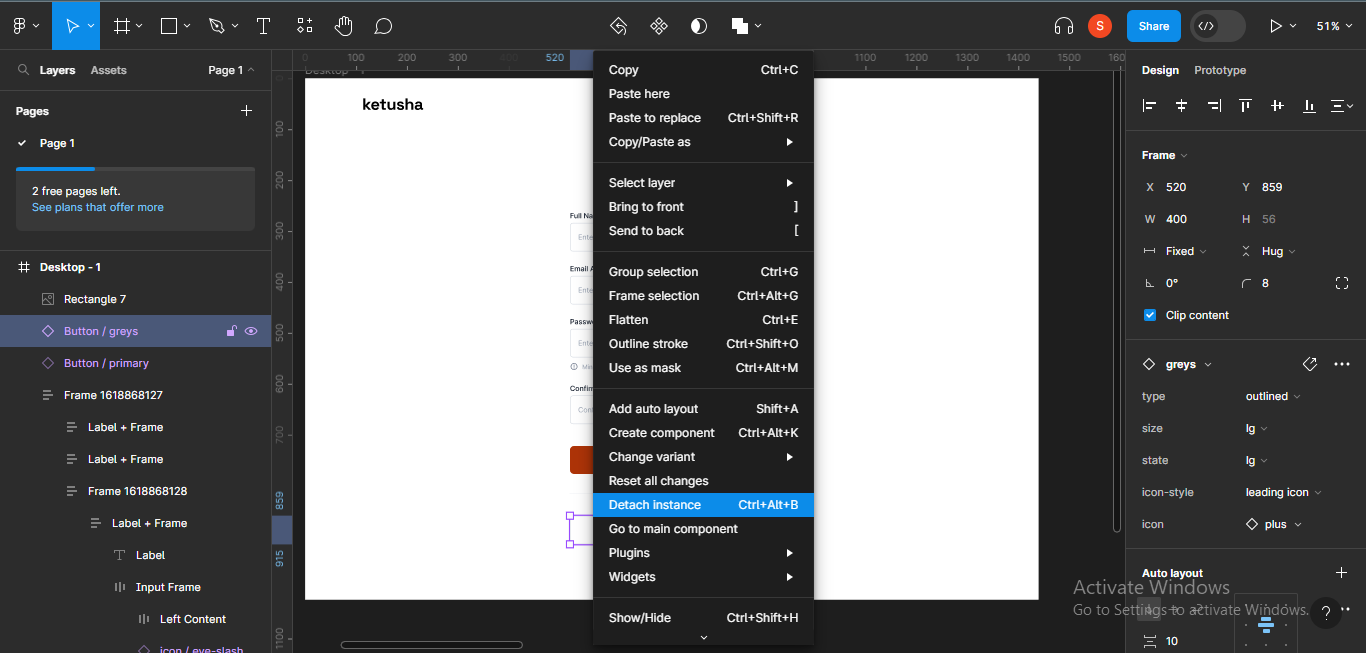 S
Share
51%
Layers
Assets
Page 1
Pages
Page 1
2 free pages left.
See plans that offer more
Desktop - 1
Rectangle 7
Button / greys
Button / primary
Frame 1618868127
Label + Frame
Label + Frame
Frame 1618868128
Label + Frame
Label
Input Frame
Left Content
icon / eye-slash
0 100 200 300 520 1100 1200 1300 1400 1500 160
100
200
300
400
500
600
700
859
915
1100
Desktop - 1
ketusha
Full Na
Ente
Email A
Ente
Passwo
Ente
Confirm
Copy Ctrl+C
Paste here
Paste to replace Ctrl+Shift+R
Copy/Paste as
Select layer
Bring to front ]
Send to back [
Group selection Ctrl+G
Frame selection Ctrl+Alt+G
Flatten Ctrl+E
Outline stroke Ctrl+Shift+O
Use as mask Ctrl+Alt+M
Add auto layout Shift+A
Create component Ctrl+Alt+K
Change variant
Reset all changes
Detach instance Ctrl+Alt+B
Go to main component
Plugins
Widgets
Show/Hide Ctrl+Shift+H
Design
Prototype
Frame
X 520 Y 859
W 400 H 56
Fixed Hug
0° 8
Clip content
greys
type outlined
size lg
state lg
icon-style leading icon
icon plus
Auto layout
10
Activate Windows
Go to Settings to activate Windows.
?